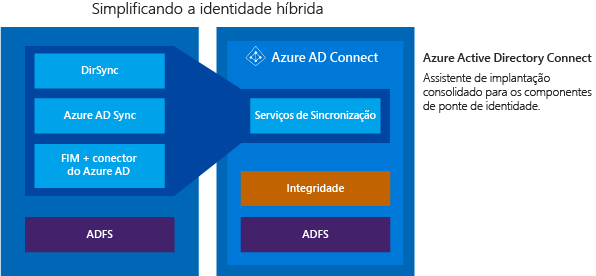 Simplificando a identidade híbrida
DirSync
Azure AD Sync
FIM + conector
do Azure AD
ADFS
Azure AD Connect
Serviços de Sincronização
Integridade
ADFS
Azure Active Directory Connect
Assistente de implantação
consolidado para os componentes
de ponte de identidade.